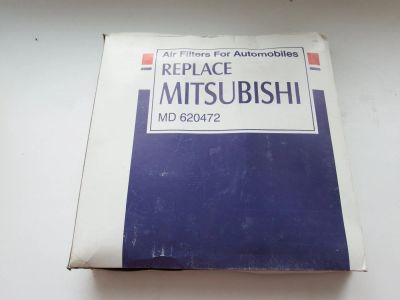 Air Filters For Automobiles
REPLACE
MITSUBISHI
MD 620472